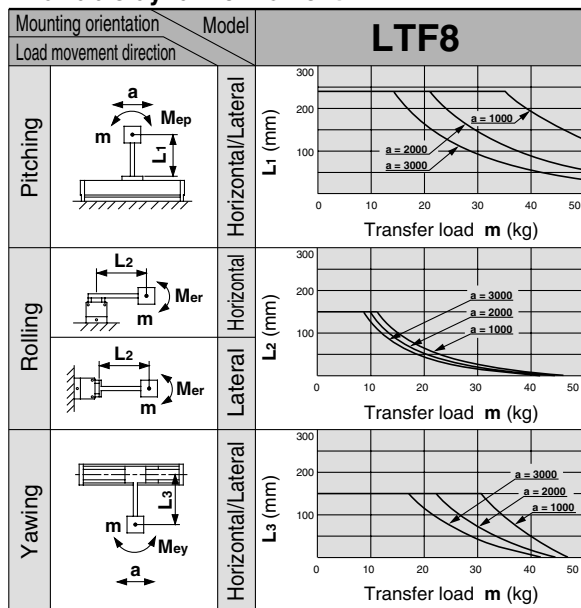 Mounting orientation
Model
Load movement direction
LTF8
Pitching
a
Mep
m
L1
Horizontal/Lateral
L1 (mm)
300
200
100
a = 1000
a = 2000
a = 3000
0 10 20 30 40 50
Transfer load m (kg)
Rolling
L2
Mer
m
Horizontal
L2
Mer
m
Lateral
L2 (mm)
300
200
100
a = 3000
a = 2000
a = 1000
0 10 20 30 40 50
Transfer load m (kg)
Yawing
L3
m
Mey
a
Horizontal/Lateral
L3 (mm)
300
200
100
a = 3000
a = 2000
a = 1000
0 10 20 30 40 50
Transfer load m (kg)